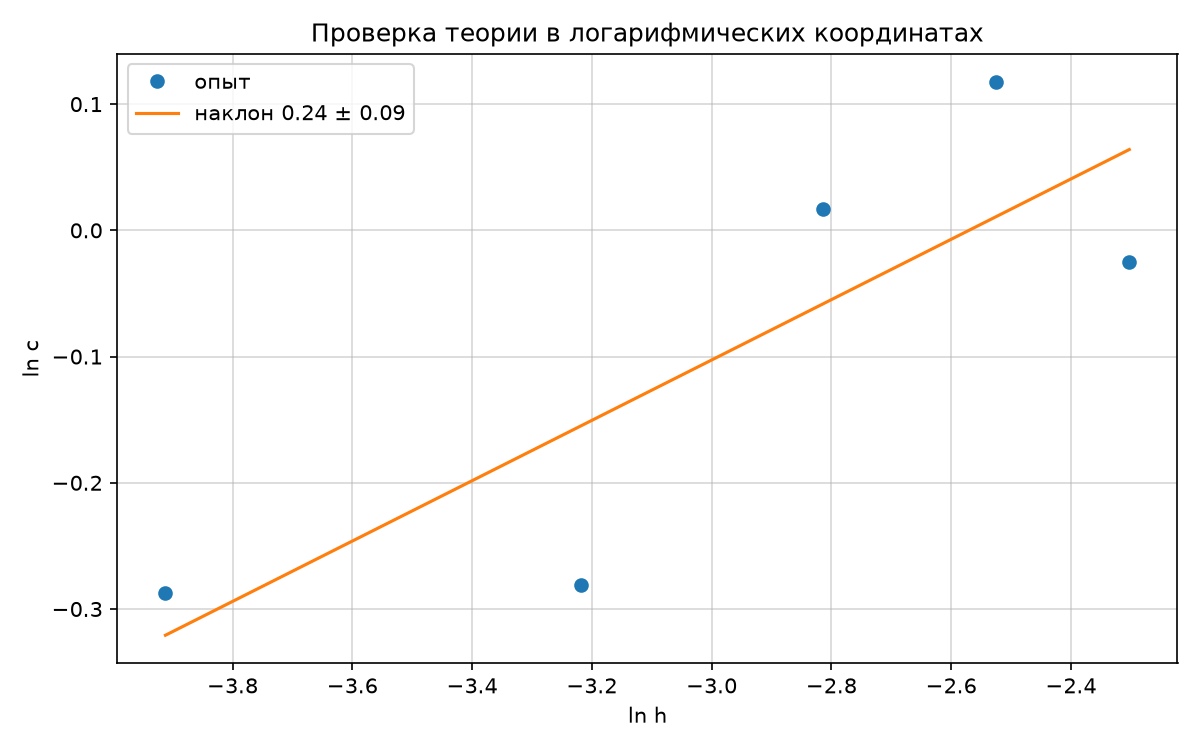 Проверка теории в логарифмических координатах
опыт
наклон 0.24 ± 0.09
0.1
0.0
−0.1
−0.2
−0.3
ln c
−3.8 −3.6 −3.4 −3.2 −3.0 −2.8 −2.6 −2.4
ln h